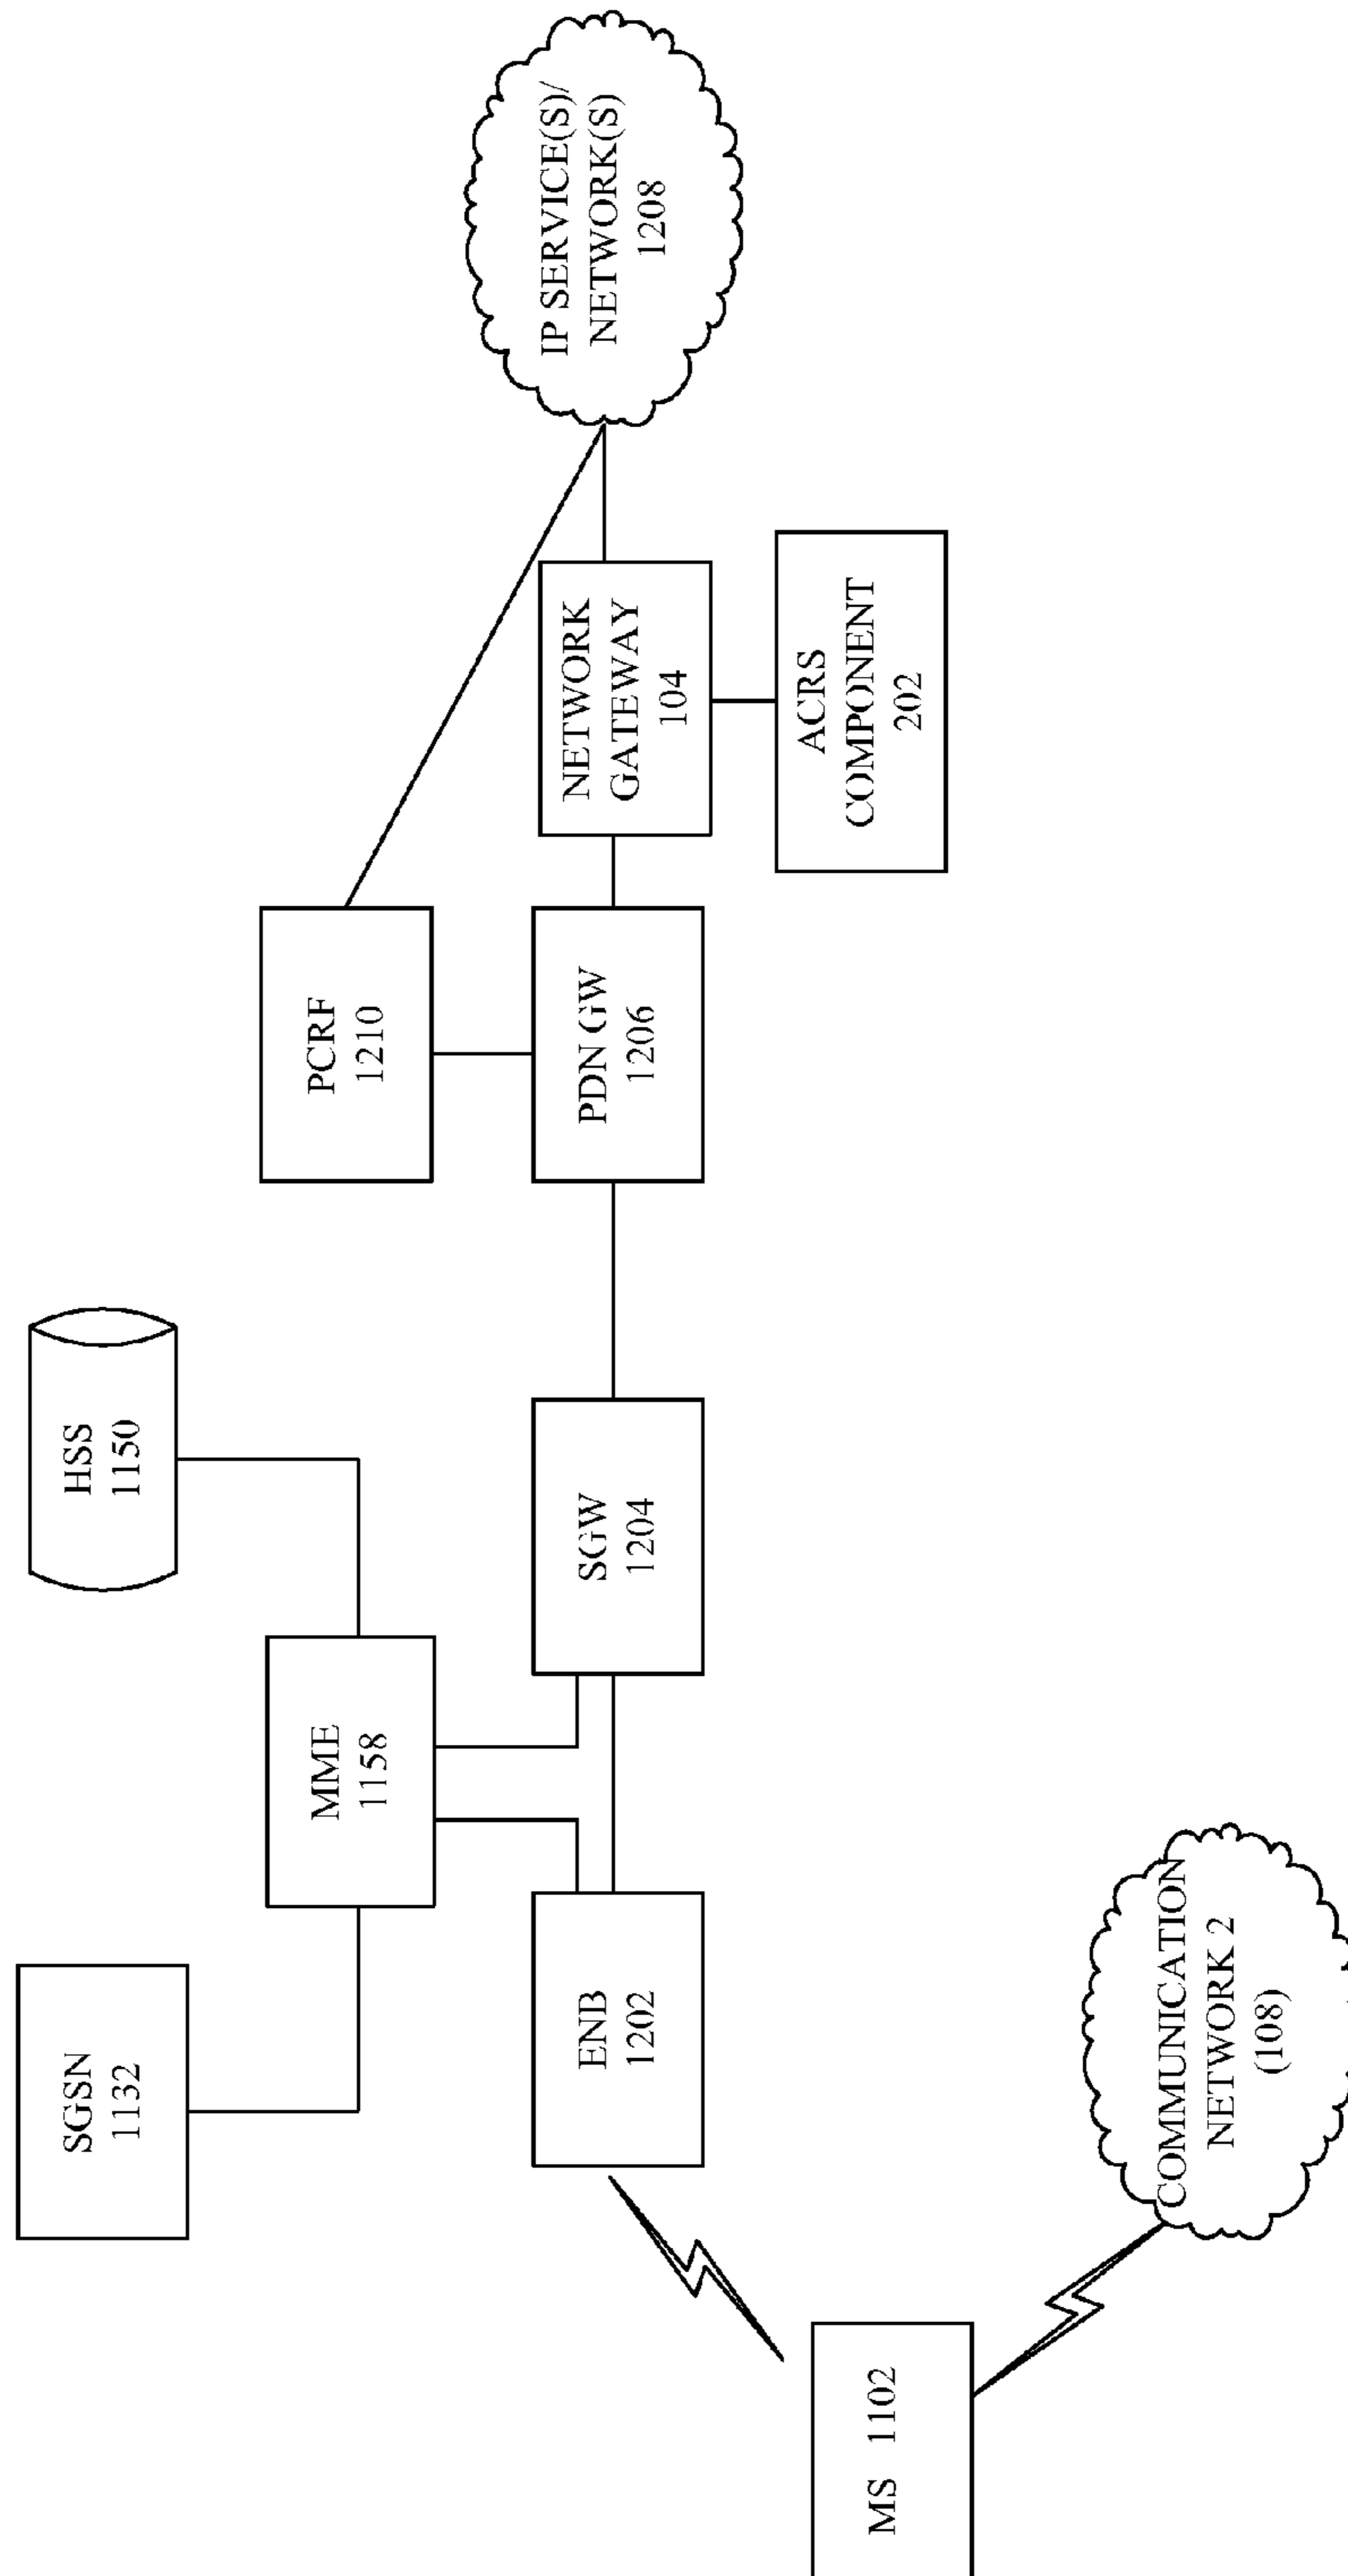 SGSN
1132
HSS
1150
MME
1158
PCRF
1210
ENB
1202
SGW
1204
PDN GW
1206
NETWORK
GATEWAY
104
IP SERVICE(S)/
NETWORK(S)
1208
ACRS
COMPONENT
202
MS 1102
COMMUNICATION
NETWORK 2
(108)